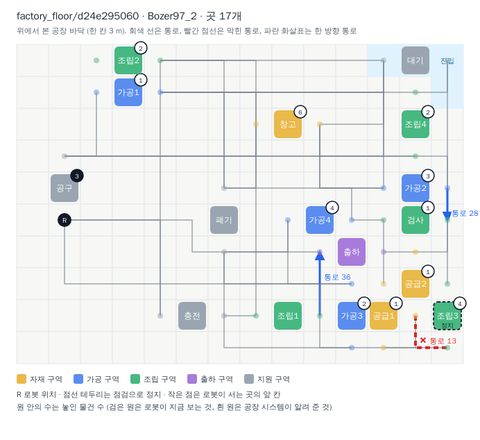 factory_floor/d24e295060 · Bozer97_2 · 곳 17개
위에서 본 공장 바닥 (한 칸 3 m). 회색 선은 통로, 빨간 점선은 막힌 통로, 파란 화살표는 한 방향 통로
조립2 2
대기
진입
가공1 1
창고 6
조립4 2
공구 3
가공2 2
R
폐기
가공4 4
검사 1
통로 28
출하
통로 36
공급2 1
충전
조립1
가공3 2
공급1 1
조립3 4
정지
✕ 통로 13
자재 구역 가공 구역 조립 구역 출하 구역 지원 구역
R 로봇 위치 · 점선 테두리는 점검으로 정지 · 작은 점은 로봇이 서는 곳의 앞 칸
원 안의 수는 놓인 물건 수 (검은 원은 로봇이 지금 보는 것, 흰 원은 공장 시스템이 알려 준 것)